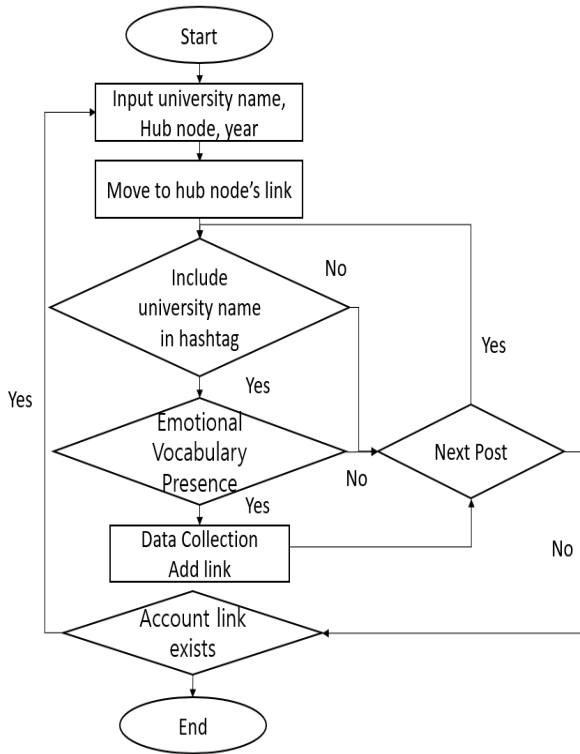 Start
Input university name,
Hub node, year
Move to hub node's link
Include
university name
in hashtag
No
Yes
Yes
Emotional
Vocabulary
Presence
Yes
Next Post
No
Yes
Data Collection
Add link
No
Account link
exists
End